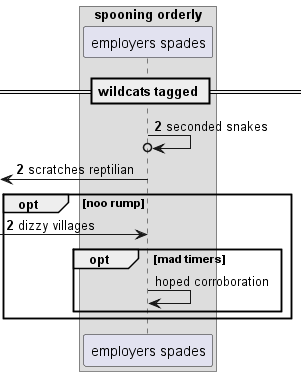 spooning orderly
employers spades
wildcats tagged
2 seconded snakes
2 scratches reptilian
opt [noo rump]
2 dizzy villages
opt [mad timers]
hoped corroboration
employers spades